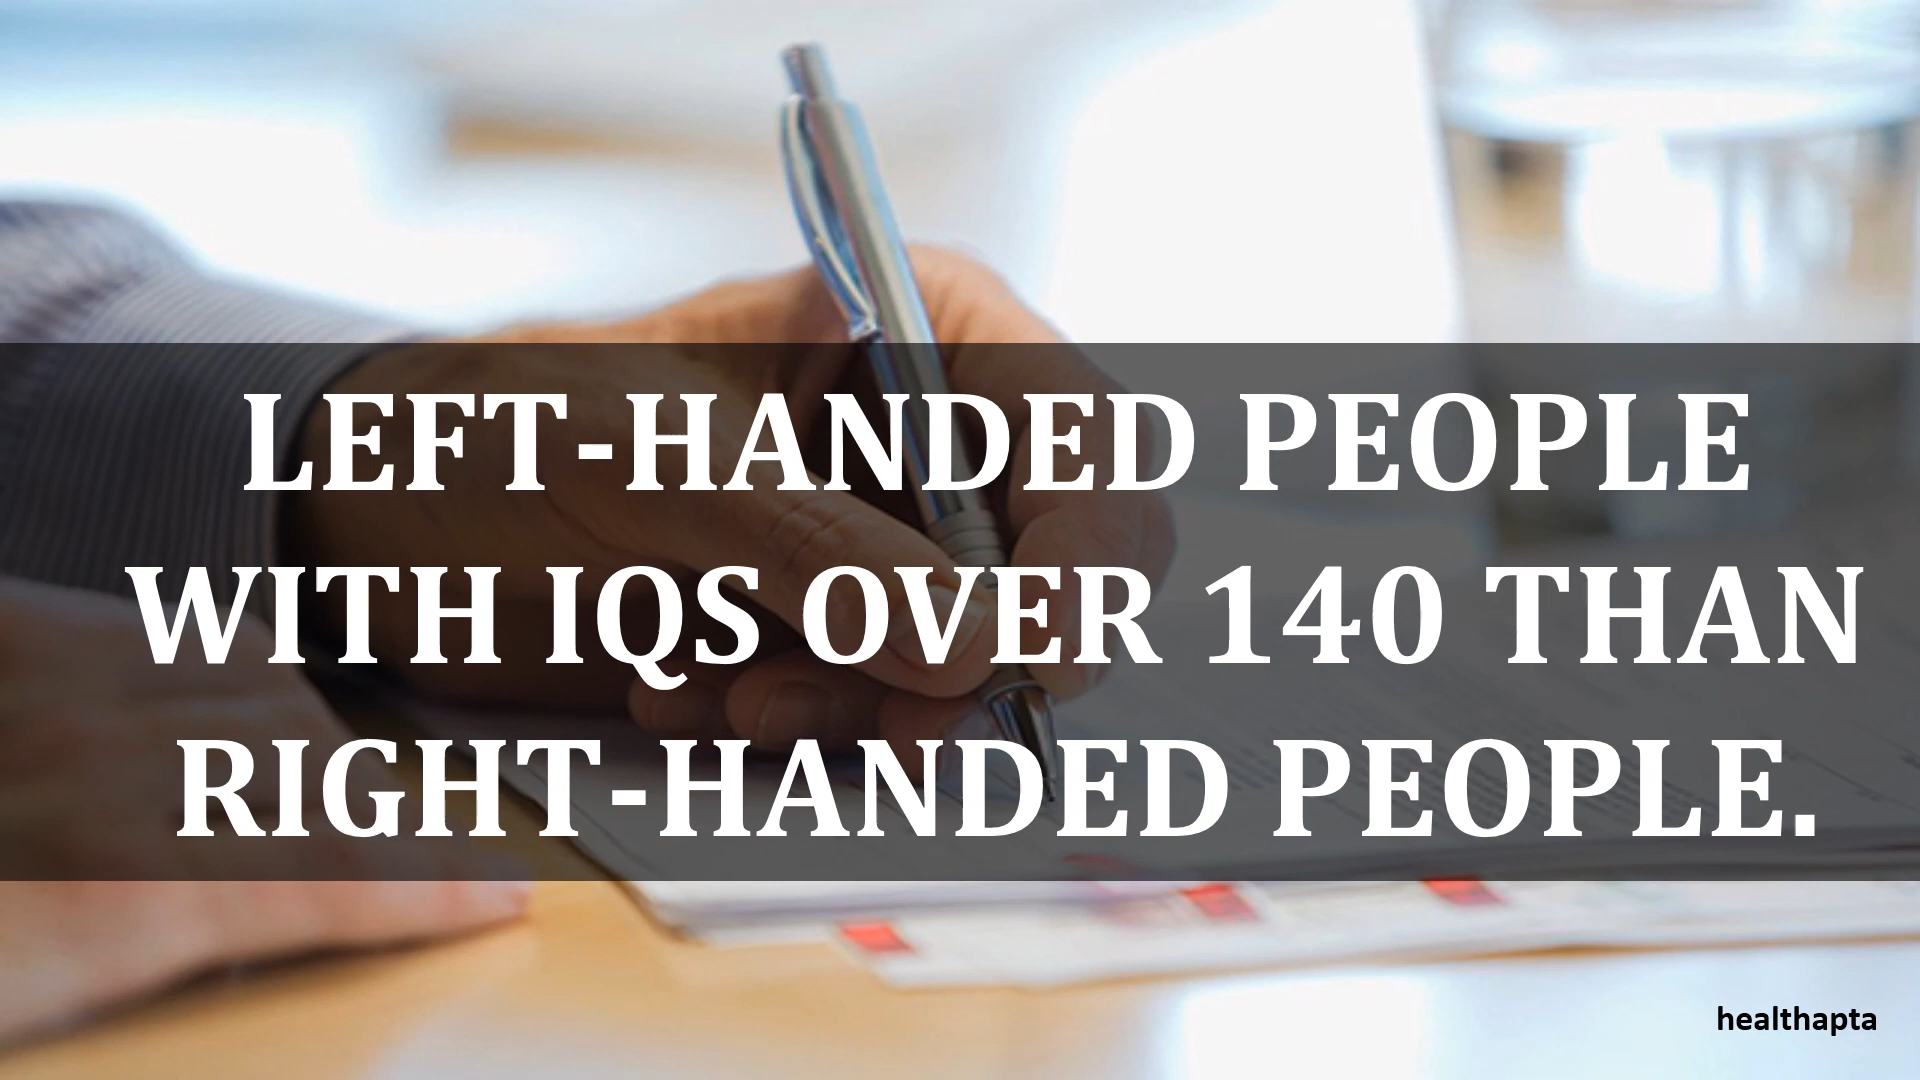 LEFT-HANDED PEOPLE
WITH IQS OVER 140 THAN
RIGHT-HANDED PEOPLE.
healthapta